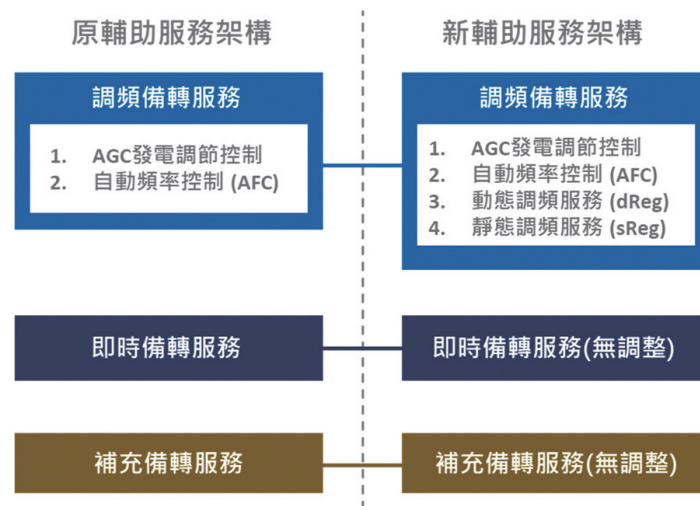 原輔助服務架構
調頻備轉服務
1. AGC發電調節控制
2. 自動頻率控制 (AFC)
即時備轉服務
補充備轉服務
新輔助服務架構
調頻備轉服務
1. AGC發電調節控制
2. 自動頻率控制 (AFC)
3. 動態調頻服務 (dReg)
4. 靜態調頻服務 (sReg)
即時備轉服務(無調整)
補充備轉服務(無調整)